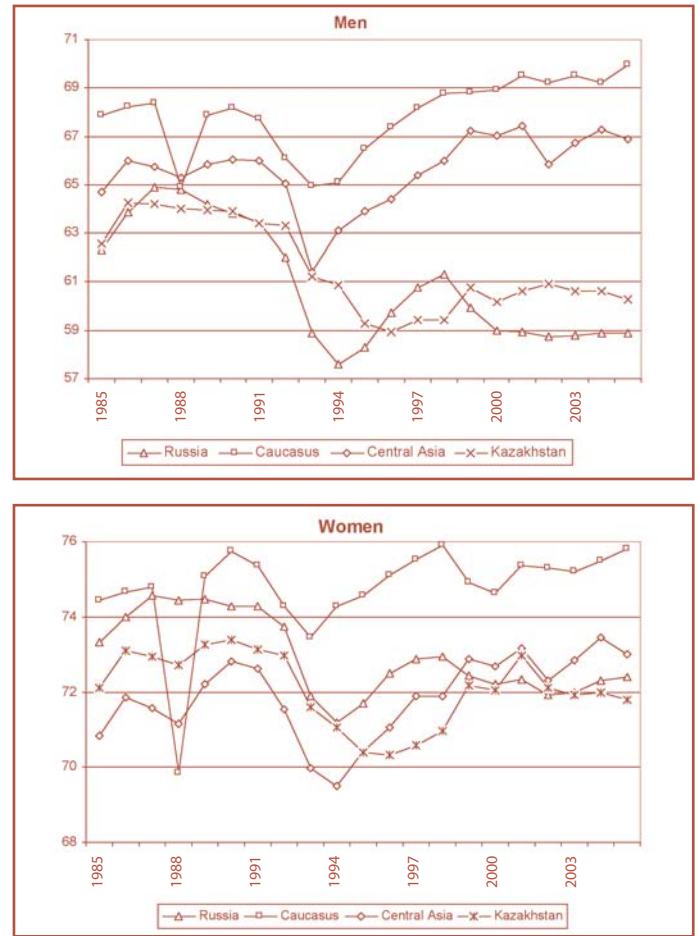 Men
71
69
67
65
63
61
59
57
1985 1988 1991 1994 1997 2000 2003
Russia Caucasus Central Asia Kazakhstan
Women
76
74
72
70
68
1985 1988 1991 1994 1997 2000 2003
Russia Caucasus Central Asia Kazakhstan